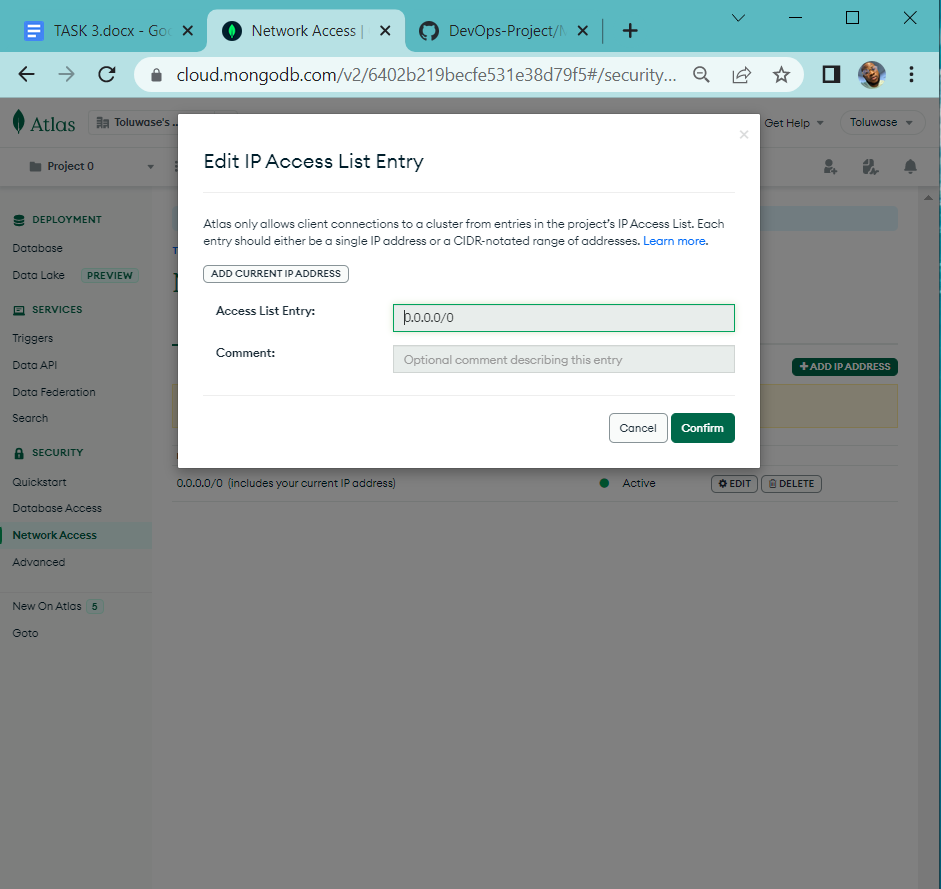 TASK 3.docx - Goo
Network Access |
DevOps-Project/M
cloud.mongodb.com/v2/6402b219becfe531e38d79f5#/security...
Atlas
Toluwase's ...
Get Help
Toluwase
Project 0
Edit IP Access List Entry
Atlas only allows client connections to a cluster from entries in the project's IP Access List. Each
entry should either be a single IP address or a CIDR-notated range of addresses. Learn more.
ADD CURRENT IP ADDRESS
Access List Entry:
0.0.0.0/0
Comment:
Optional comment describing this entry
Cancel
Confirm
DEPLOYMENT
Database
Data Lake
PREVIEW
SERVICES
Triggers
Data API
Data Federation
Search
SECURITY
Quickstart
Database Access
Network Access
Advanced
New On Atlas 5
Goto
+ ADD IP ADDRESS
0.0.0.0/0 (includes your current IP address)
Active
EDIT
DELETE